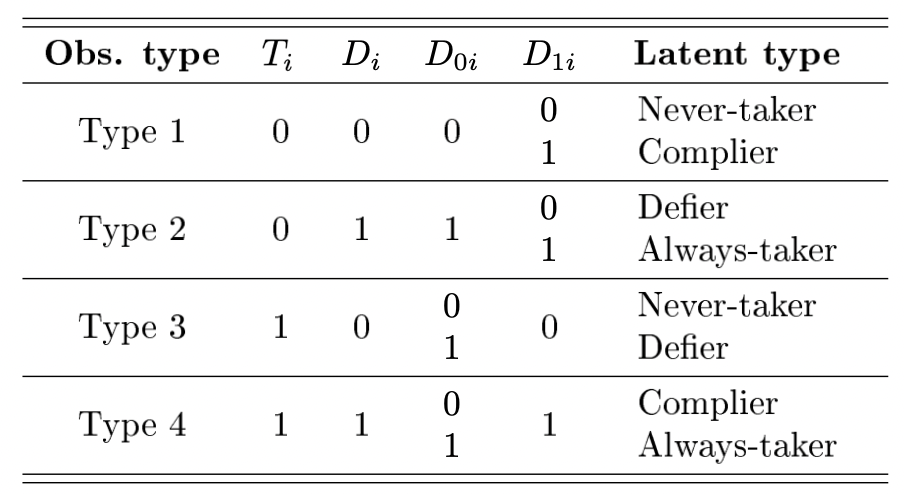 Obs. type T_i D_i D_{0i} D_{1i} Latent type
Type 1 0 0 0 0 Never-taker
1 Complier
Type 2 0 1 1 0 Defier
1 Always-taker
Type 3 1 0 0 0 Never-taker
1 Defier
Type 4 1 1 0 1 Complier
1 Always-taker